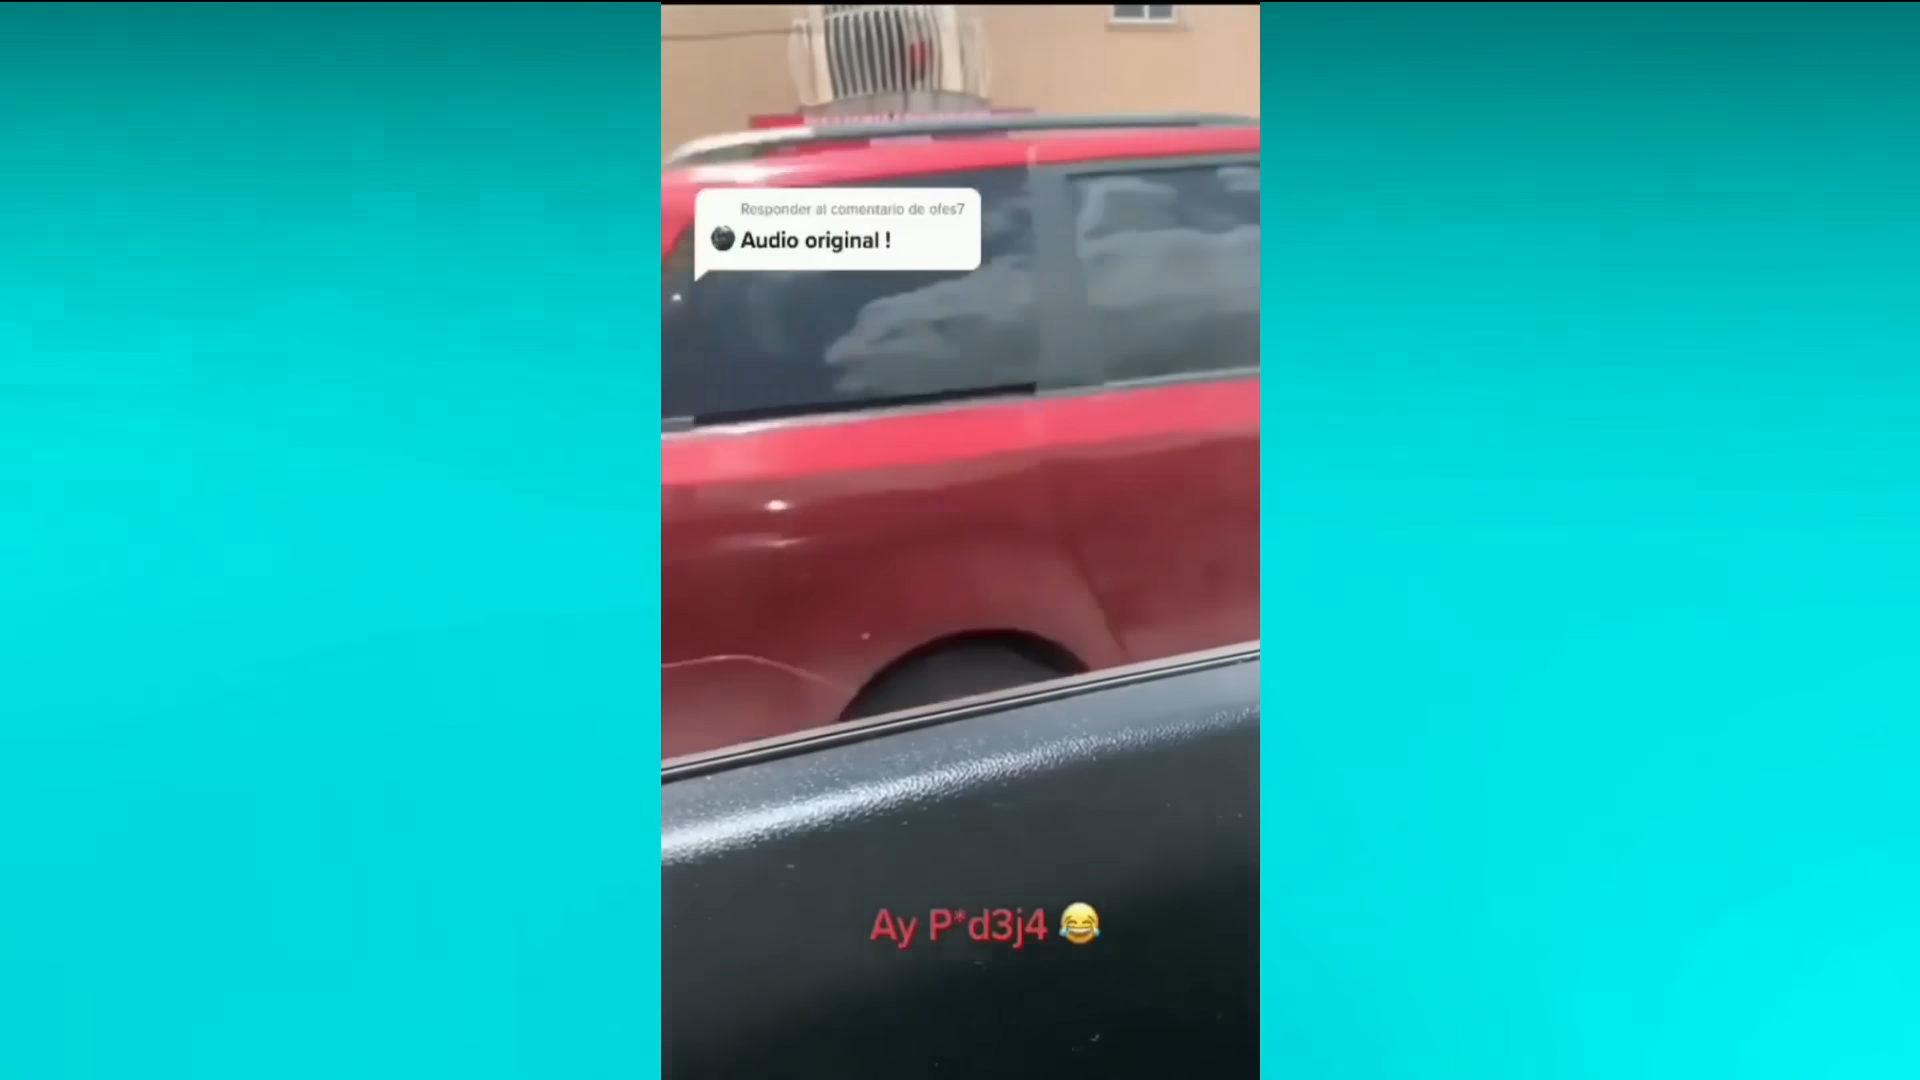 Responder al comentario de ofes7
Audio original !
Ay P*d3j4 😂